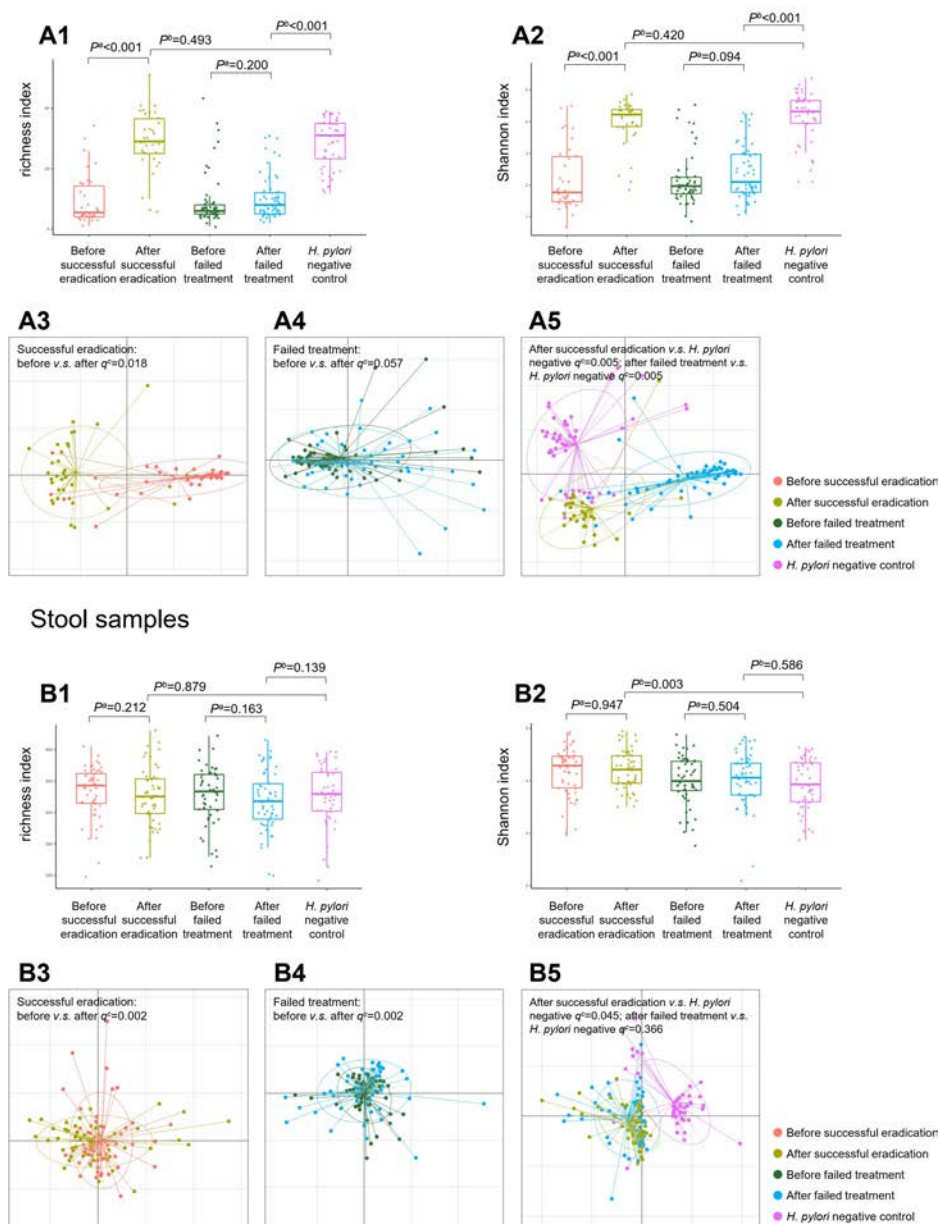 A1
A2
Pᵇ<0.001
Pᵇ=0.493
Pᵃ<0.001
Pᵃ=0.200
richness index
Before
successful
eradication
After
successful
eradication
Before
failed
treatment
After
failed
treatment
H. pylori
negative
control
Pᵇ<0.001
Pᵇ=0.420
Pᵃ<0.001
Pᵃ=0.094
Shannon index
Before
successful
eradication
After
successful
eradication
Before
failed
treatment
After
failed
treatment
H. pylori
negative
control
A3
Successful eradication:
before v.s. after qᶜ=0.018
A4
Failed treatment:
before v.s. after qᶜ=0.057
A5
After successful eradication v.s. H. pylori
negative qᶜ=0.005; after failed treatment v.s.
H. pylori negative qᶜ=0.005
Before successful eradication
After successful eradication
Before failed treatment
After failed treatment
H. pylori negative control
Stool samples
B1
B2
Pᵇ=0.139
Pᵇ=0.879
Pᵃ=0.212
Pᵃ=0.163
richness index
Before
successful
eradication
After
successful
eradication
Before
failed
treatment
After
failed
treatment
H. pylori
negative
control
Pᵇ=0.586
Pᵇ=0.003
Pᵃ=0.947
Pᵃ=0.504
Shannon index
Before
successful
eradication
After
successful
eradication
Before
failed
treatment
After
failed
treatment
H. pylori
negative
control
B3
Successful eradication:
before v.s. after qᶜ=0.002
B4
Failed treatment:
before v.s. after qᶜ=0.002
B5
After successful eradication v.s. H. pylori
negative qᶜ=0.045; after failed treatment v.s.
H. pylori negative qᶜ=0.366
Before successful eradication
After successful eradication
Before failed treatment
After failed treatment
H. pylori negative control